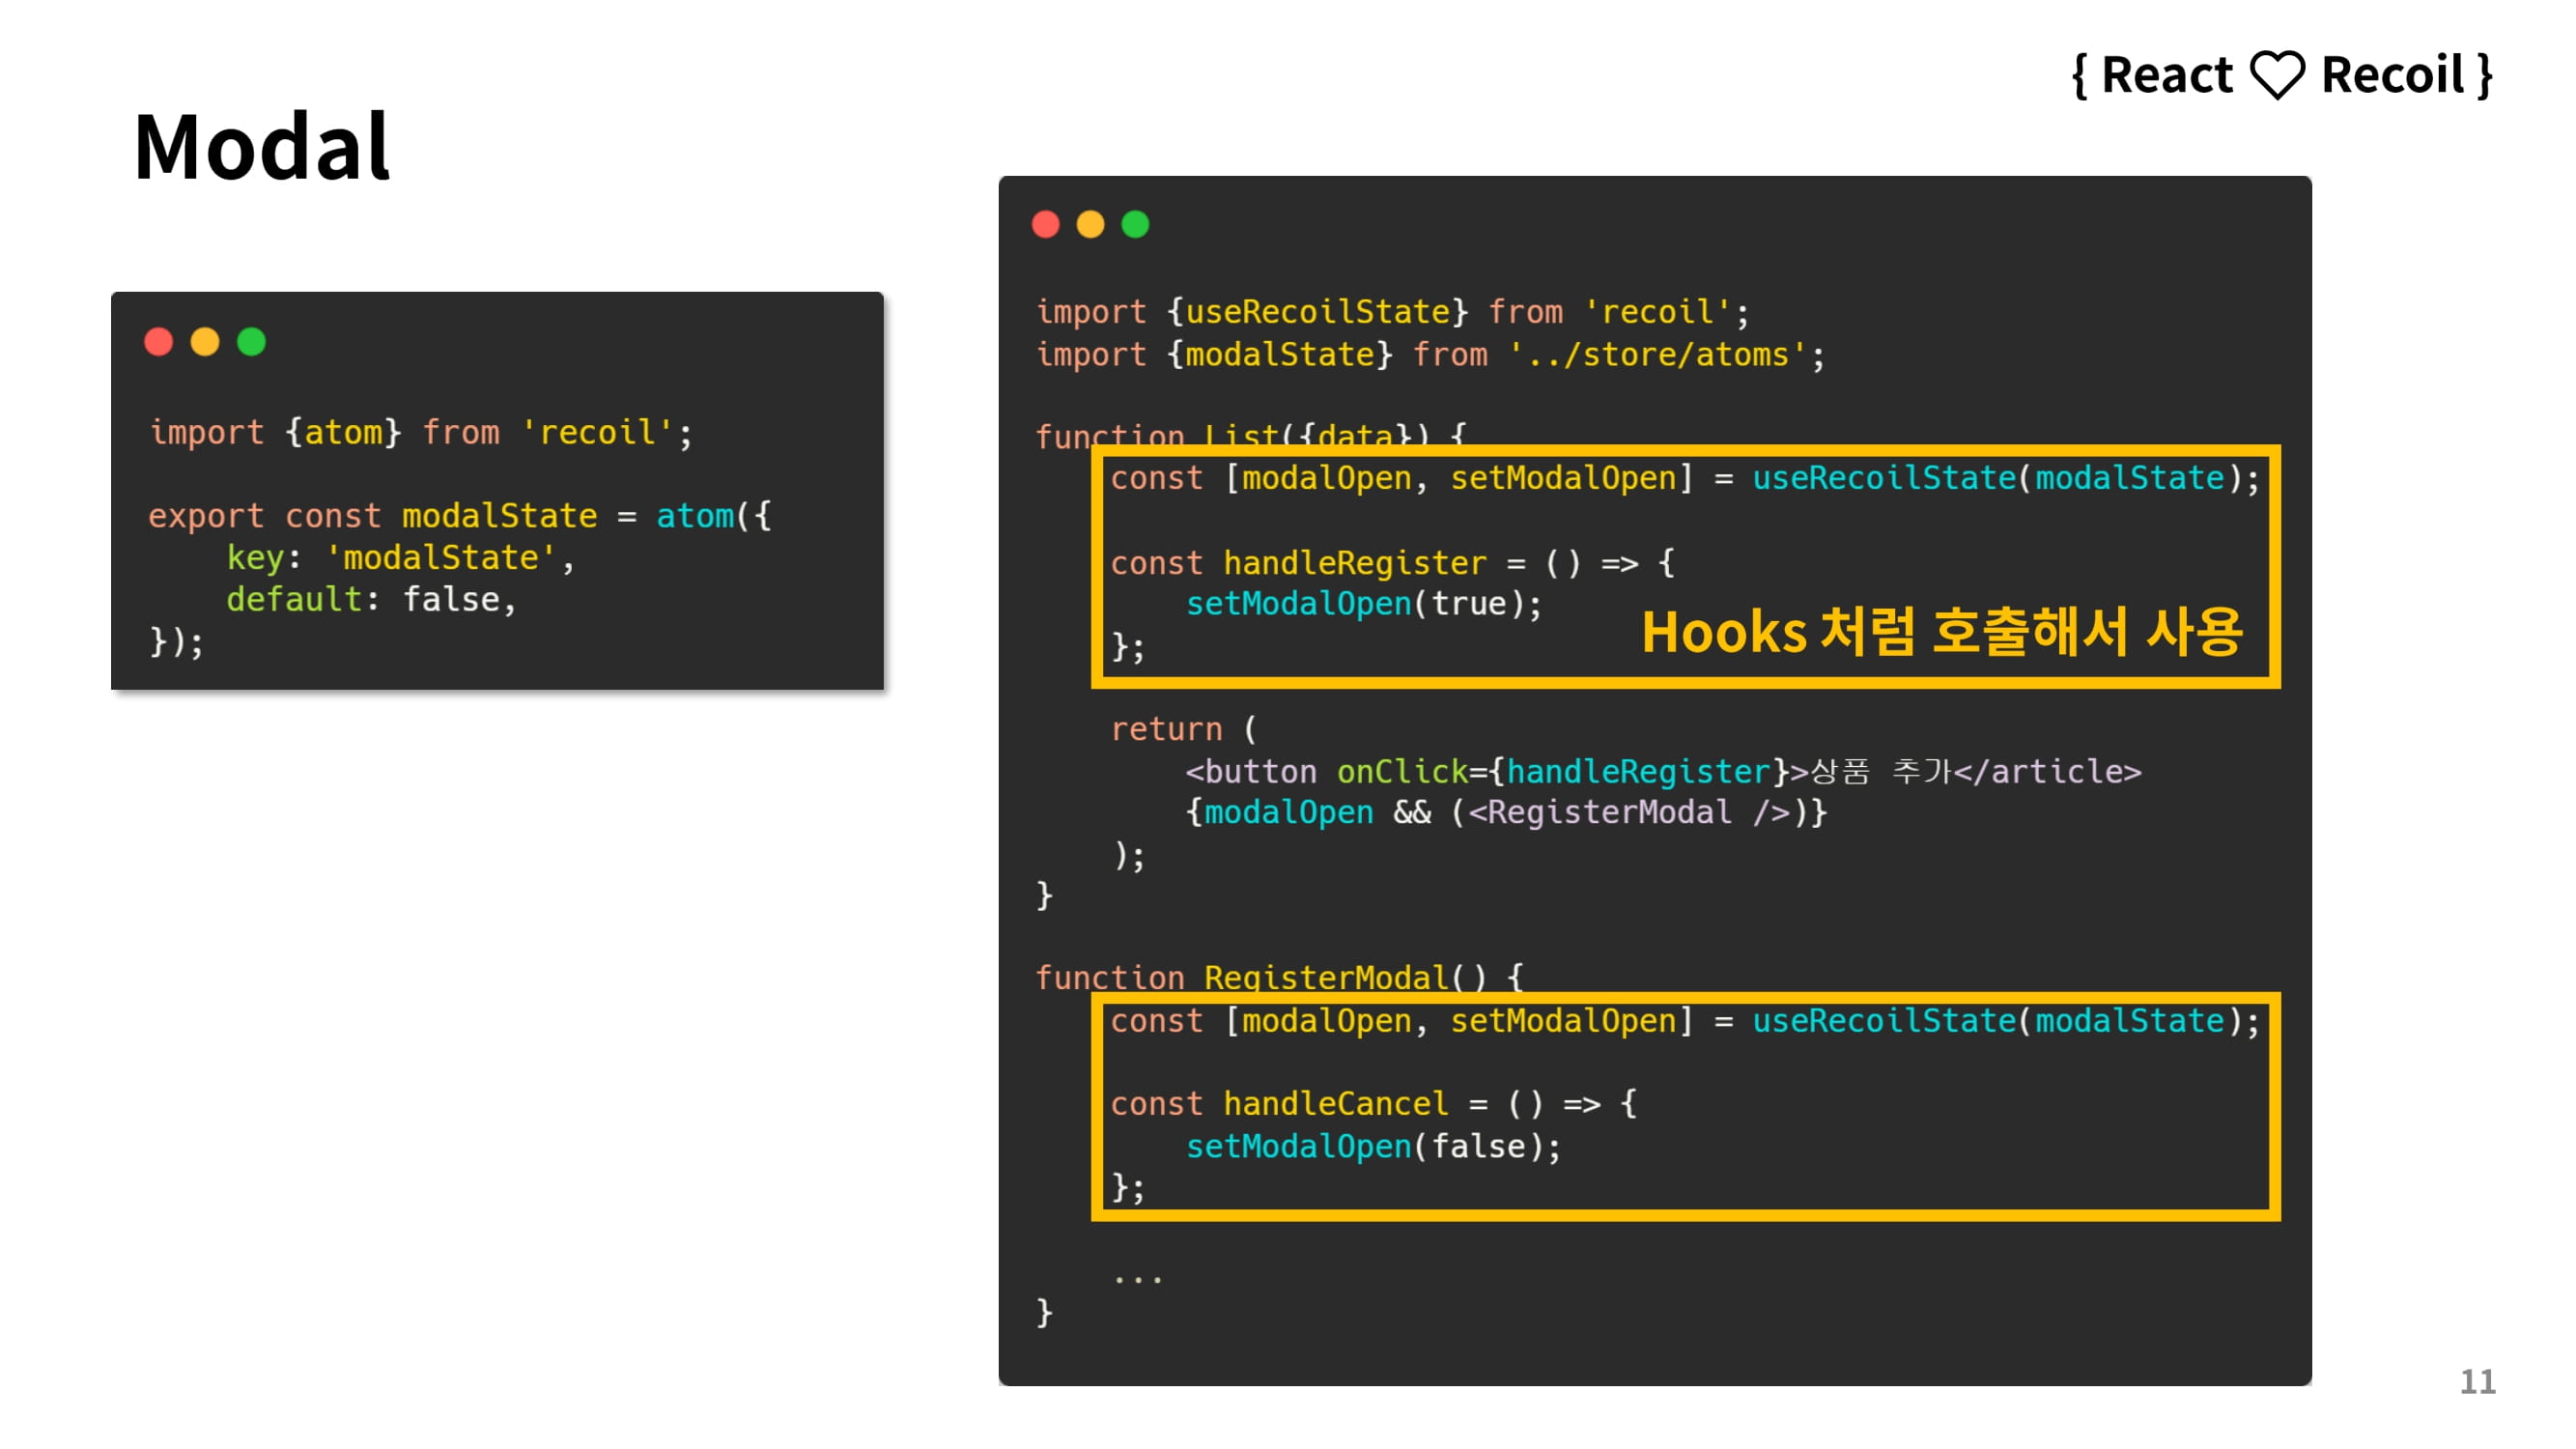 { React ♡ Recoil }
Modal
import {atom} from 'recoil';
export const modalState = atom({
    key: 'modalState',
    default: false,
});
import {useRecoilState} from 'recoil';
import {modalState} from '../store/atoms';
function List({data}) {
    const [modalOpen, setModalOpen] = useRecoilState(modalState);
    const handleRegister = () => {
        setModalOpen(true);
    };
Hooks 처럼 호출해서 사용
    return (
        <button onClick={handleRegister}>상품 추가</article>
        {modalOpen && (<RegisterModal />)}
    );
}
function RegisterModal() {
    const [modalOpen, setModalOpen] = useRecoilState(modalState);
    const handleCancel = () => {
        setModalOpen(false);
    };
    ...
}
11